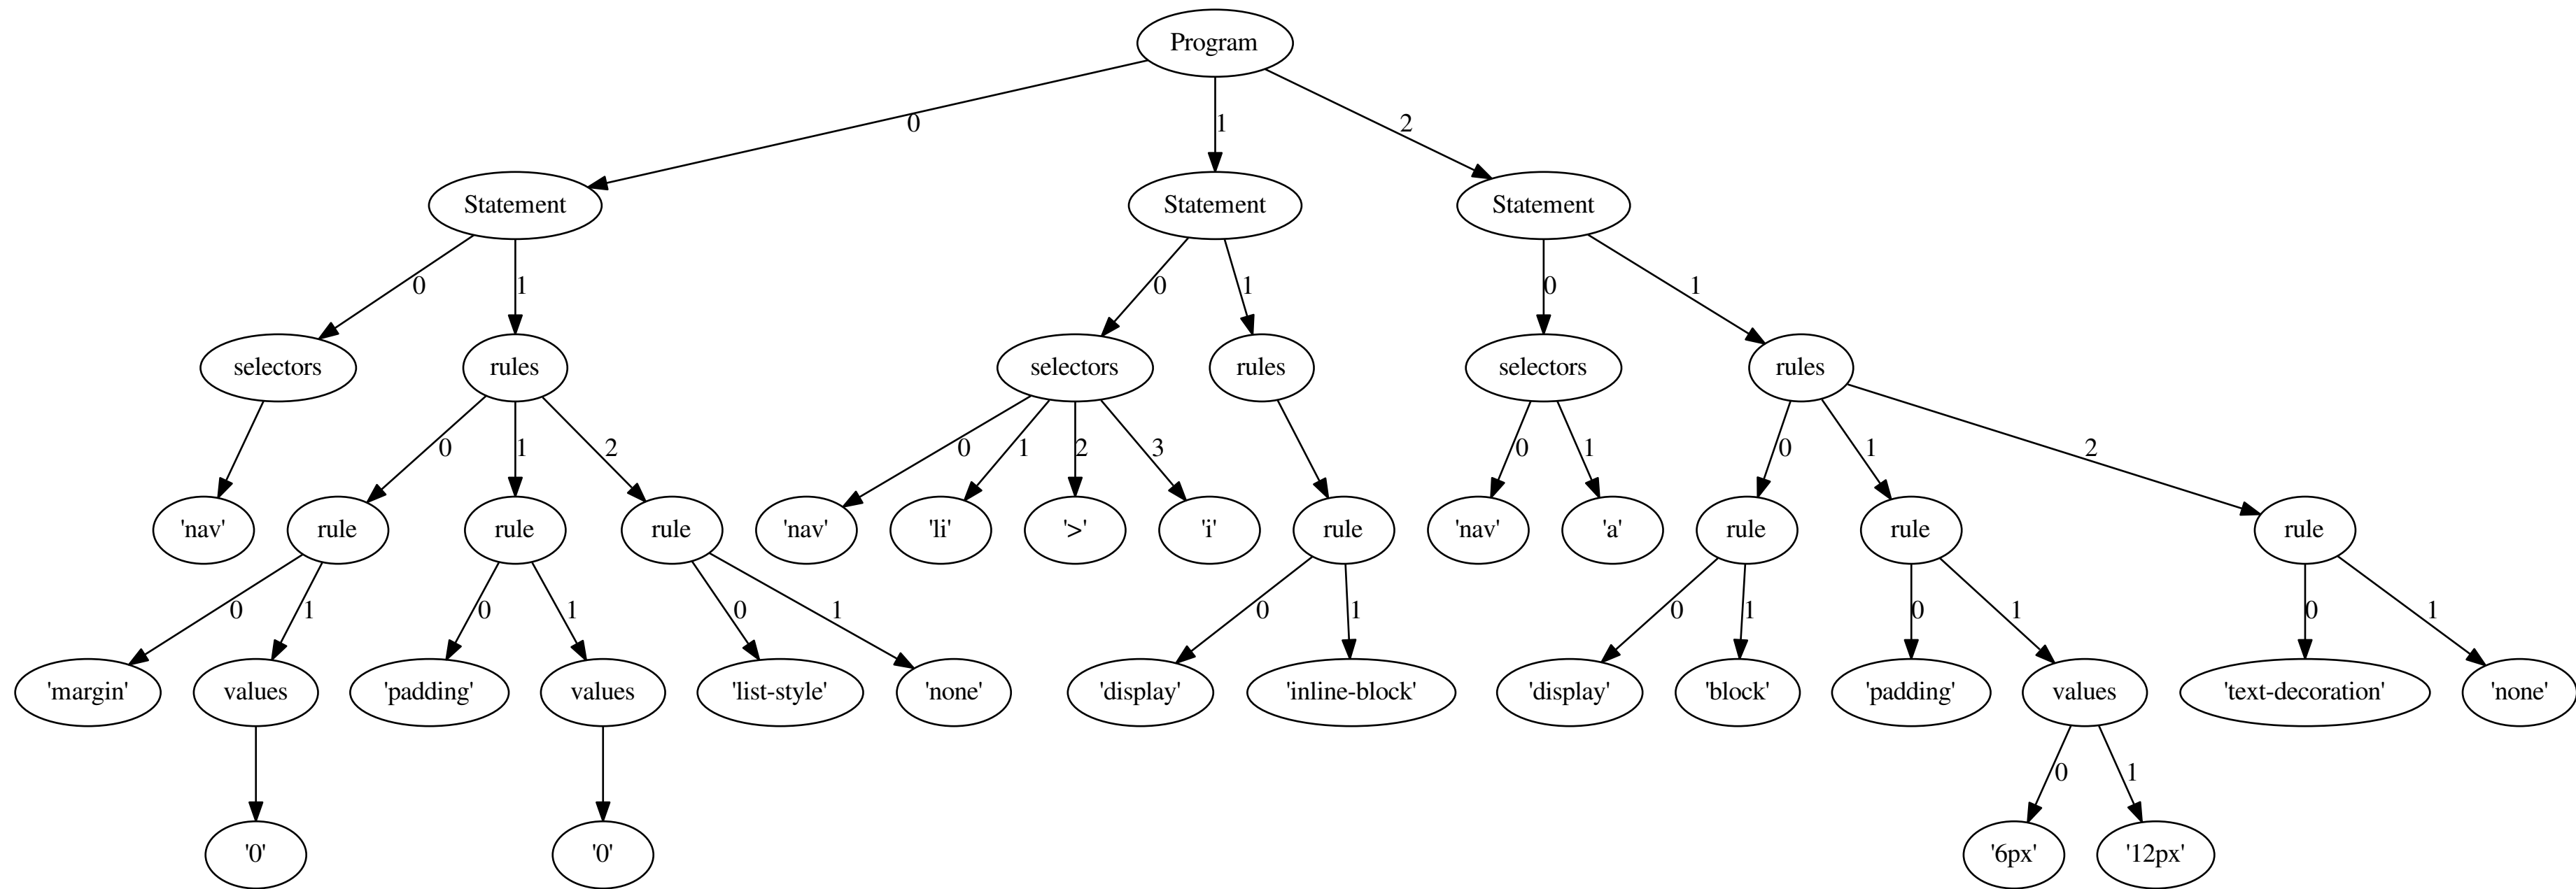 Program
0 1 2
Statement Statement Statement
0 1 0 1 0 1
selectors rules selectors rules selectors rules
0 1 2 0 1 2 3 0 1 0 1 2
'nav' rule rule rule 'nav' 'li' '>' 'i' rule 'nav' 'a' rule rule rule
0 1 0 1 0 1 0 1 0 1 0 1 0 1
'margin' values 'padding' values 'list-style' 'none' 'display' 'inline-block' 'display' 'block' 'padding' values 'text-decoration' 'none'
0 1
'0' '0' '6px' '12px'